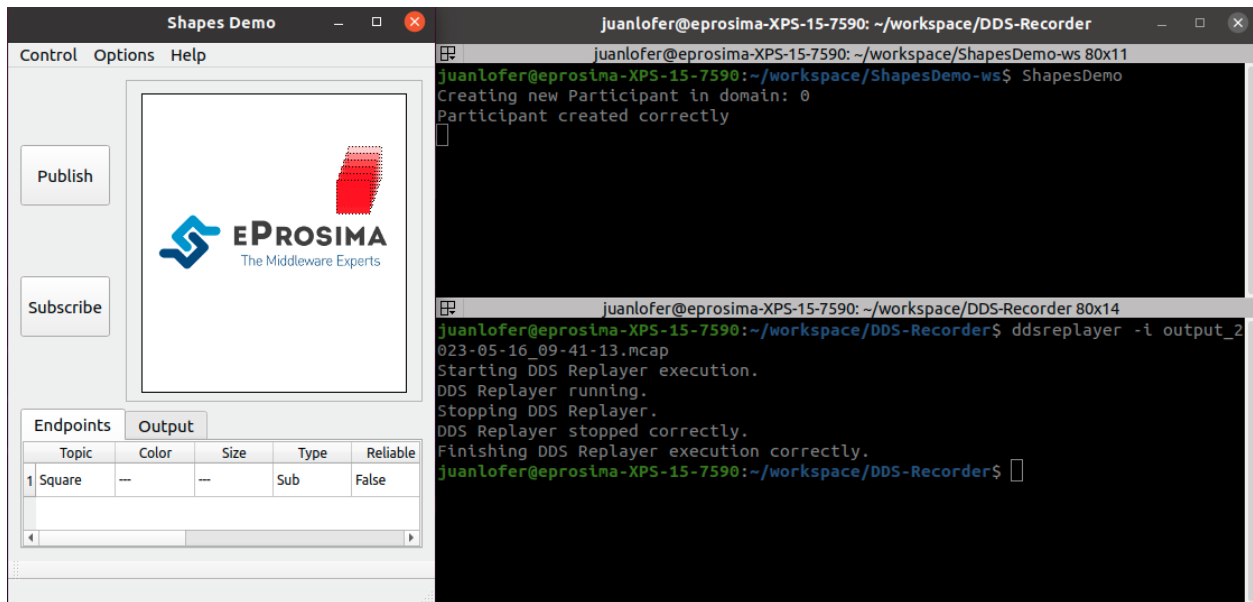 Shapes Demo
Control Options Help
Publish
Subscribe
EPROSIMA
The Middleware Experts
Endpoints Output
Topic Color Size Type Reliable
1 Square --- --- Sub False
juanlofer@eprosima-XPS-15-7590: ~/workspace/DDS-Recorder
juanlofer@eprosima-XPS-15-7590: ~/workspace/ShapesDemo-ws 80x11
juanlofer@eprosima-XPS-15-7590:~/workspace/ShapesDemo-ws$ ShapesDemo
Creating new Participant in domain: 0
Participant created correctly
juanlofer@eprosima-XPS-15-7590: ~/workspace/DDS-Recorder 80x14
juanlofer@eprosima-XPS-15-7590:~/workspace/DDS-Recorder$ ddsreplayer -i output_2
023-05-16_09-41-13.mcap
Starting DDS Replayer execution.
DDS Replayer running.
Stopping DDS Replayer.
DDS Replayer stopped correctly.
Finishing DDS Replayer execution correctly.
juanlofer@eprosima-XPS-15-7590:~/workspace/DDS-Recorder$